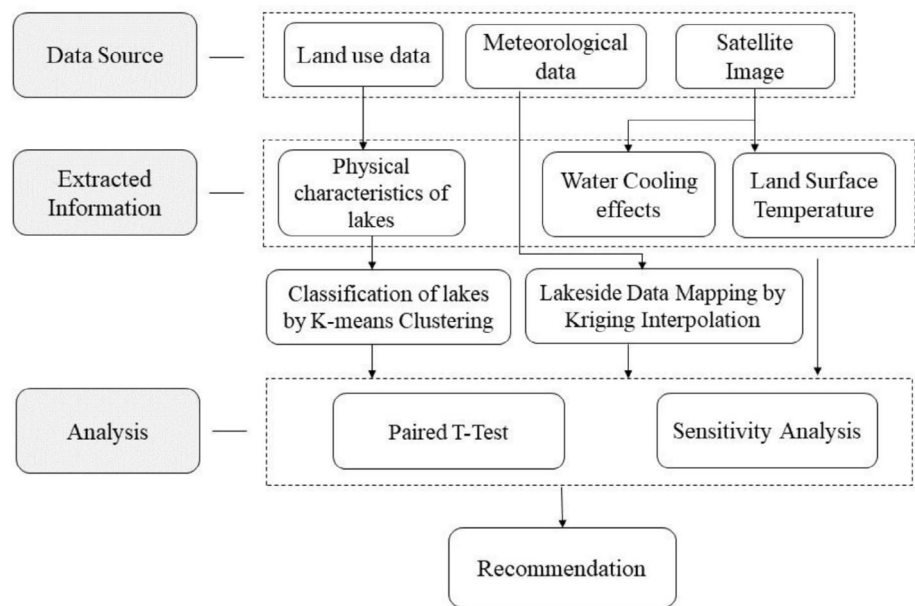 Data Source
Land use data
Meteorological
data
Satellite
Image
Extracted
Information
Physical
characteristics of
lakes
Water Cooling
effects
Land Surface
Temperature
Classification of lakes
by K-means Clustering
Lakeside Data Mapping by
Kriging Interpolation
Analysis
Paired T-Test
Sensitivity Analysis
Recommendation